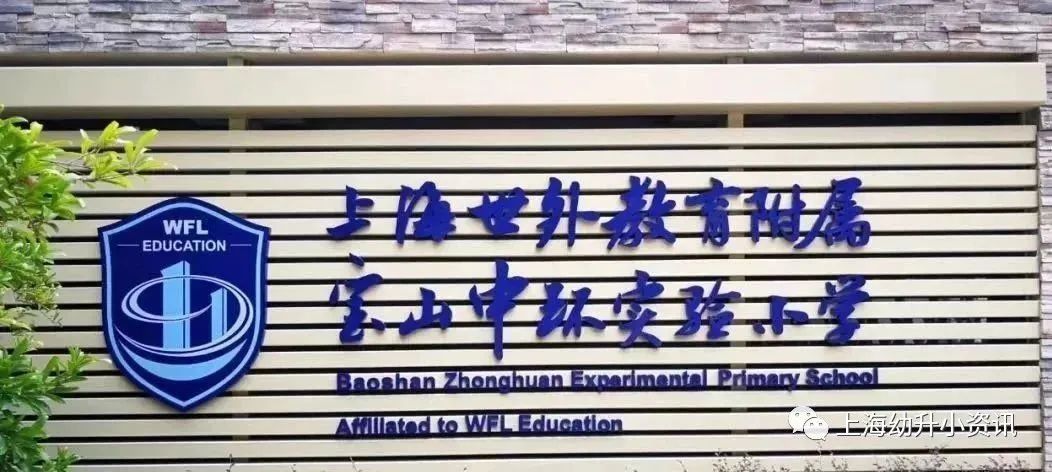 WFL
EDUCATION
上海世外教育附属
宝山中环实验小学
Baoshan Zhonghuan Experimental Primary School
Affiliated to WFL Education
上海幼升小资讯